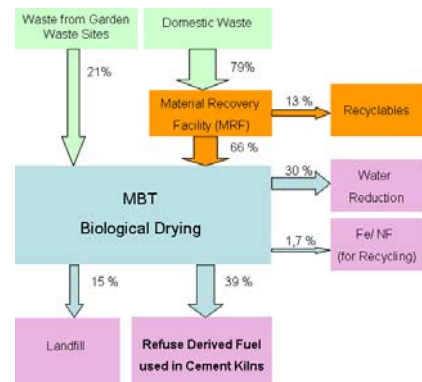 Waste from Garden
Waste Sites
Domestic Waste
21%
79%
Material Recovery
Facility (MRF)
13 %
Recyclables
66 %
MBT
Biological Drying
30 %
Water
Reduction
1,7 %
Fe/ NF
(for Recycling)
15 %
39 %
Landfill
Refuse Derived Fuel
used in Cement Kilns